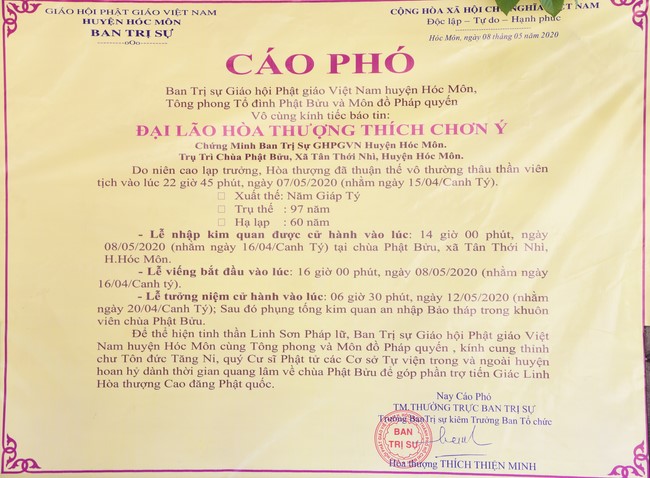 GIÁO HỘI PHẬT GIÁO VIỆT NAM
HUYỆN HÓC MÔN
BAN TRỊ SỰ
----------oOo----------
CỘNG HÒA XÃ HỘI CHỦ NGHĨA VIỆT NAM
Độc lập – Tự do – Hạnh phúc
Hóc Môn, ngày 08 tháng 05 năm 2020
CÁO PHÓ
Ban Trị sự Giáo hội Phật giáo Việt Nam huyện Hóc Môn,
Tông phong Tổ đình Phật Bửu và Môn đồ Pháp quyến
Vô cùng kính tiếc báo tin:
ĐẠI LÃO HÒA THƯỢNG THÍCH CHƠN Ý
Chứng Minh Ban Trị Sự GHPGVN Huyện Hóc Môn.
Trụ Trì Chùa Phật Bửu, Xã Tân Thới Nhì, Huyện Hóc Môn.
Do niên cao lạp trưởng, Hòa thượng đã thuận thế vô thường thâu thần viên
tịch vào lúc 22 giờ 45 phút, ngày 07/05/2020 (nhằm ngày 15/04/Canh Tý).
□ Xuất thế: Năm Giáp Tý
□ Trụ thế : 97 năm
□ Hạ lạp : 60 năm
- Lễ nhập kim quan được cử hành vào lúc: 14 giờ 00 phút, ngày
08/05/2020 (nhằm ngày 16/04/Canh Tý) tại chùa Phật Bửu, xã Tân Thới Nhì,
H.Hóc Môn.
- Lễ viếng bắt đầu vào lúc: 16 giờ 00 phút, ngày 08/05/2020 (nhằm ngày
16/04/Canh tý).
- Lễ tưởng niệm cử hành vào lúc: 06 giờ 30 phút, ngày 12/05/2020 (nhằm
ngày 20/04/Canh Tý); Sau đó phụng tống kim quan an nhập Bảo tháp trong khuôn
viên chùa Phật Bửu.
Để thể hiện tinh thần Linh Sơn Pháp lữ, Ban Trị sự Giáo hội Phật giáo Việt
Nam huyện Hóc Môn cùng Tông phong và Môn đồ Pháp quyến , kính cung thỉnh
chư Tôn đức Tăng Ni, quý Cư sĩ Phật tử các Cơ sở Tự viện trong và ngoài huyện
hoan hỷ dành thời gian quang lâm về chùa Phật Bửu để góp phần trợ tiến Giác Linh
Hòa thượng Cao đăng Phật quốc.
Nay Cáo Phó
TM.THƯỜNG TRỰC BAN TRỊ SỰ
Trưởng BanTrị sự kiêm Trưởng Ban Tổ chức
BAN
TRỊ SỰ
Hòa thượng THÍCH THIỆN MINH